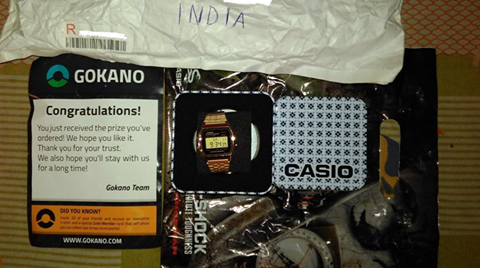 INDIA
R
GOKANO
Congratulations!
You just received the prize you've
ordered! We hope you like it.
Thank you for your trust.
We also hope you'll stay with us
for a long time!
Gokano Team
DID YOU KNOW?
WWW.GOKANO.COM
CASIO
SHOCK